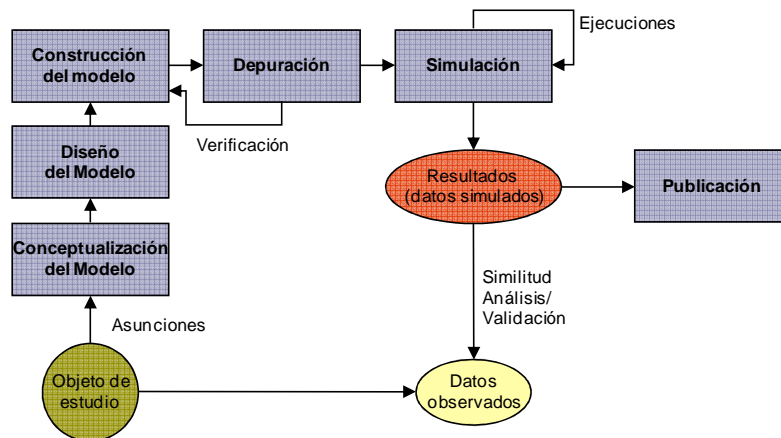 Construcción
del modelo
Depuración
Simulación
Ejecuciones
Verificación
Diseño
del Modelo
Resultados
(datos simulados)
Publicación
Conceptualización
del Modelo
Similitud
Análisis/
Validación
Asunciones
Objeto de
estudio
Datos
observados